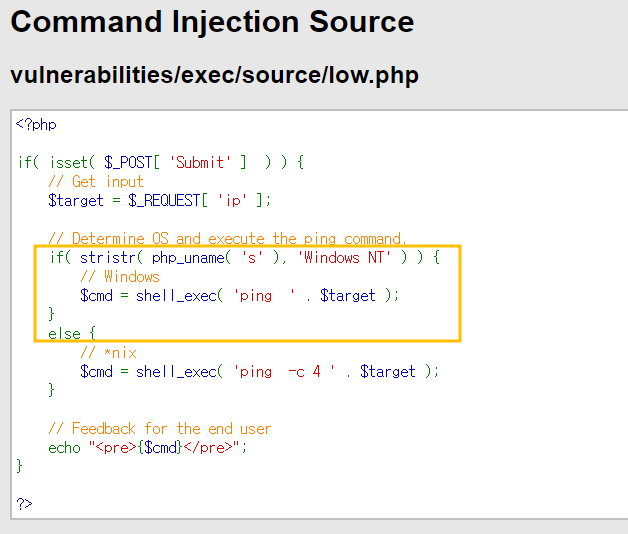 Command Injection Source
vulnerabilities/exec/source/low.php
<?php
if( isset( $_POST[ 'Submit' ]  ) ) {
    // Get input
    $target = $_REQUEST[ 'ip' ];
    // Determine OS and execute the ping command.
    if( stristr( php_uname( 's' ), 'Windows NT' ) ) {
        // Windows
        $cmd = shell_exec( 'ping  ' . $target );
    }
    else {
        // *nix
        $cmd = shell_exec( 'ping  -c 4 ' . $target );
    }
    // Feedback for the end user
    echo "<pre>{$cmd}</pre>";
}
?>